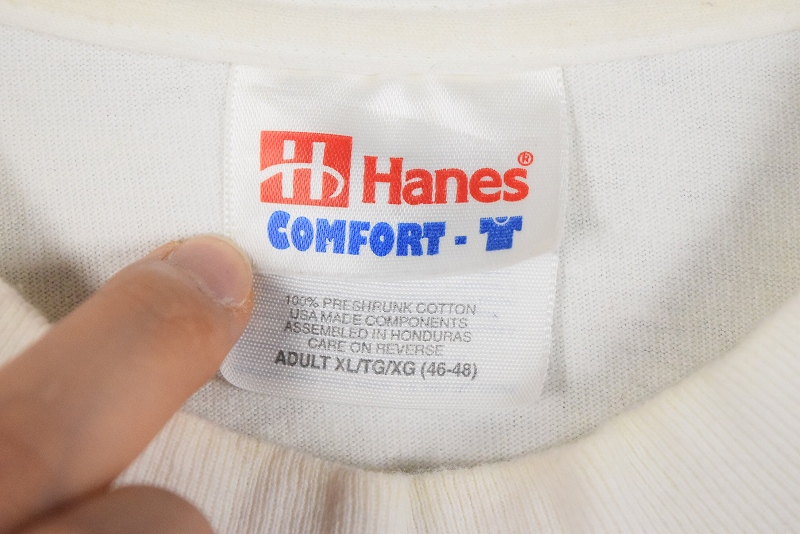 H Hanes®
COMFORT -
100% PRESHRUNK COTTON
USA MADE COMPONENTS
ASSEMBLED IN HONDURAS
CARE ON REVERSE
ADULT XL/TG/XG (46-48)